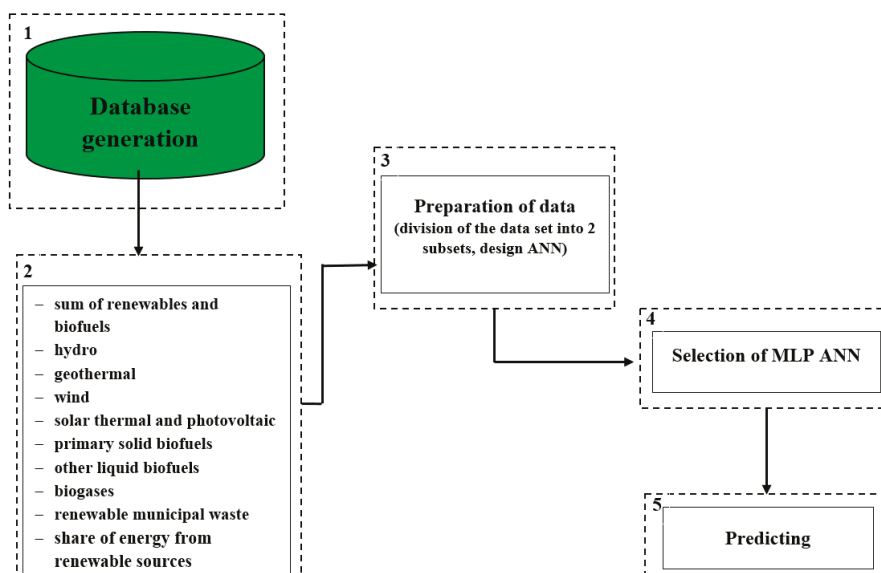 1
Database
generation
2
– sum of renewables and
biofuels
– hydro
– geothermal
– wind
– solar thermal and photovoltaic
– primary solid biofuels
– other liquid biofuels
– biogases
– renewable municipal waste
– share of energy from
renewable sources
3
Preparation of data
(division of the data set into 2
subsets, design ANN)
4
Selection of MLP ANN
5
Predicting